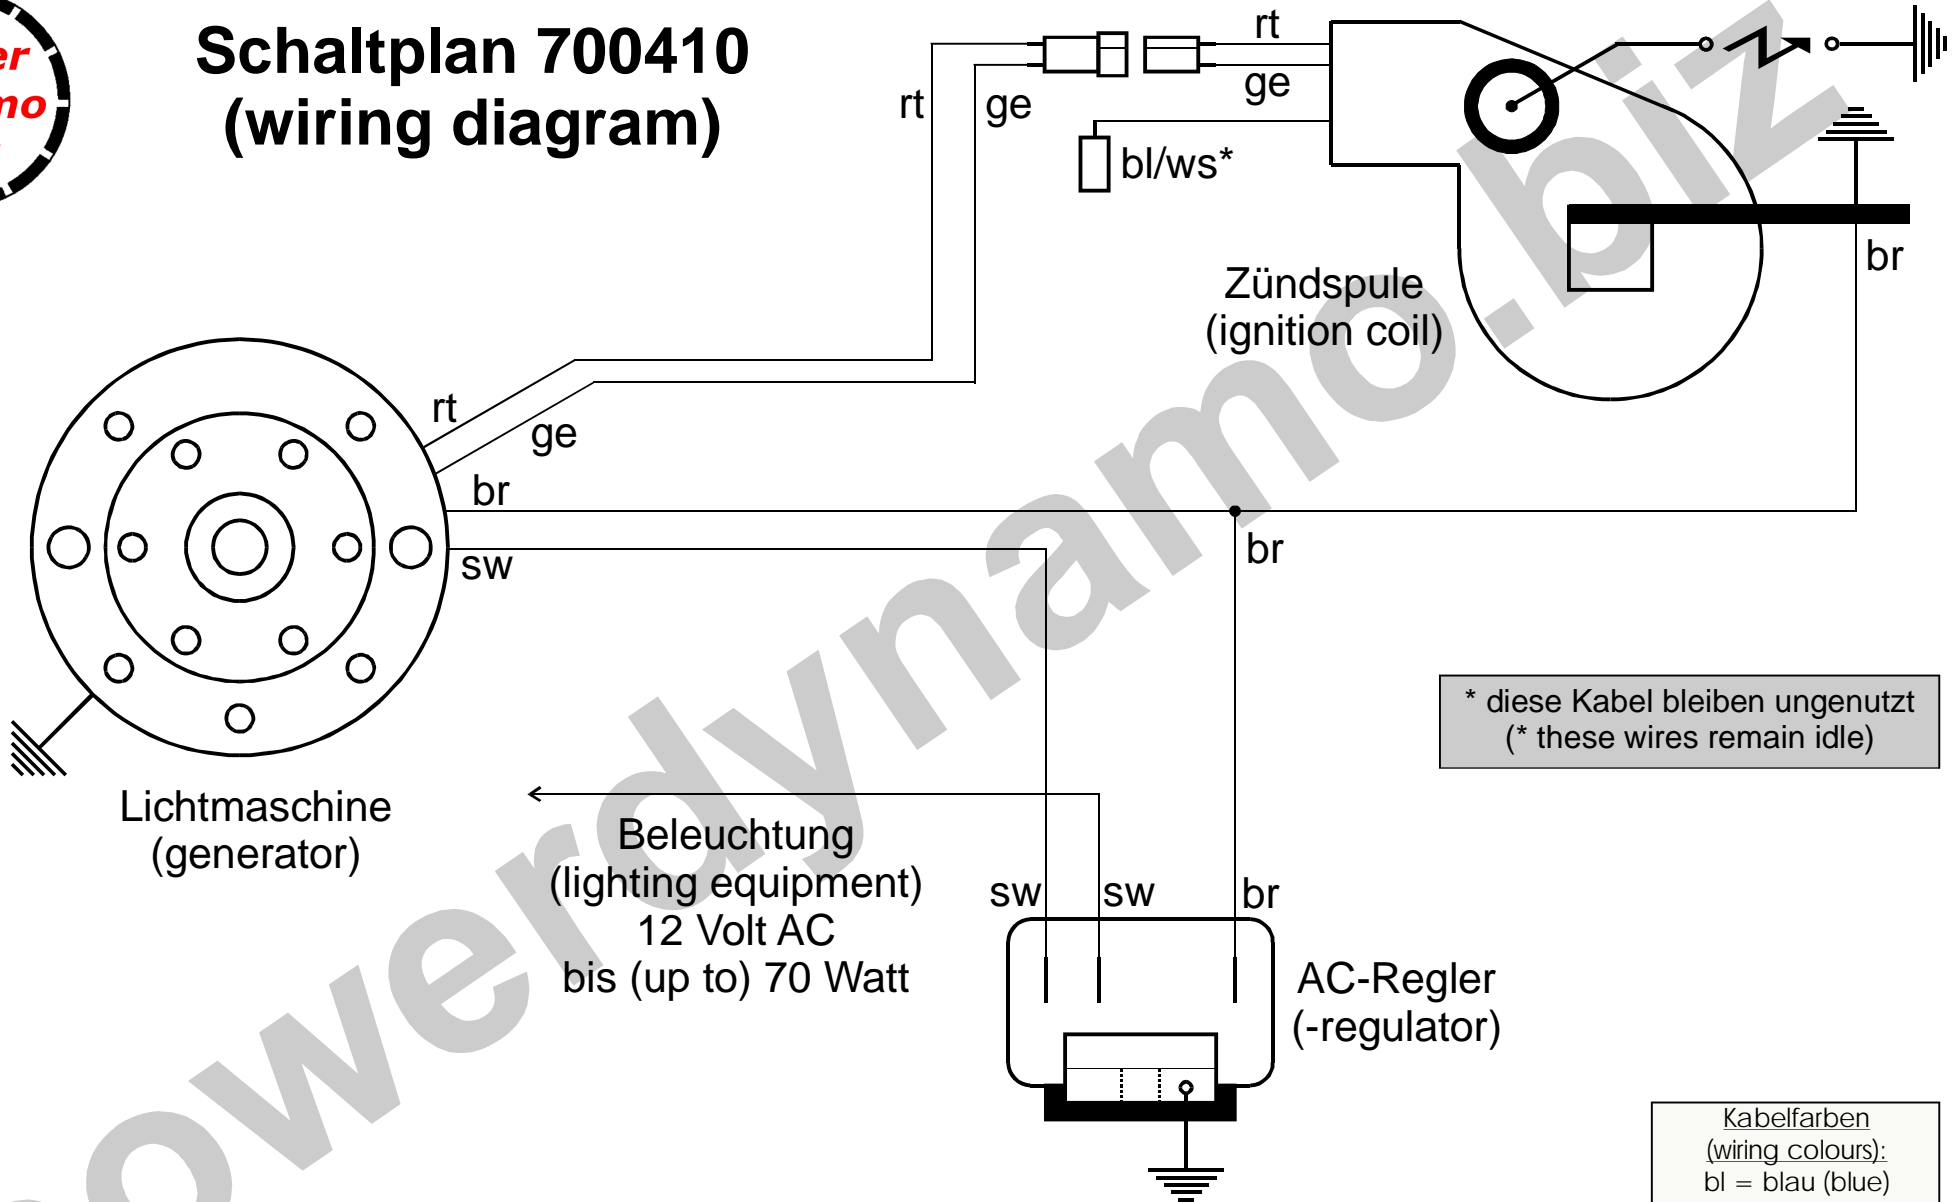 Schaltplan 700410
(wiring diagram)
rt
ge
rt
ge
bl/ws*
Zündspule
(ignition coil)
br
rt
ge
br
sw
br
* diese Kabel bleiben ungenutzt
(* these wires remain idle)
Lichtmaschine
(generator)
Beleuchtung
(lighting equipment)
12 Volt AC
bis (up to) 70 Watt
sw
sw
br
AC-Regler
(-regulator)
Kabelfarben
(wiring colours):
bl = blau (blue)
powerdynamo.biz